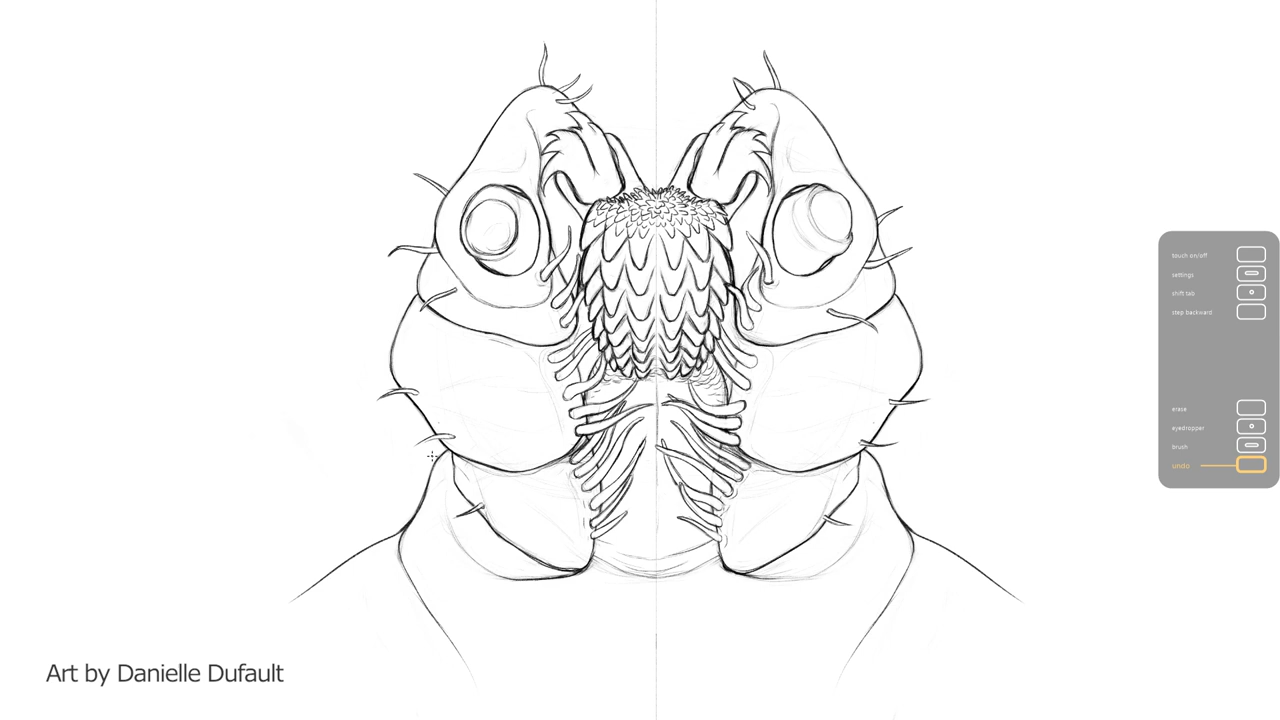 touch on/off
settings
shift tab
step backward
erase
eyedropper
brush
undo
Art by Danielle Dufault